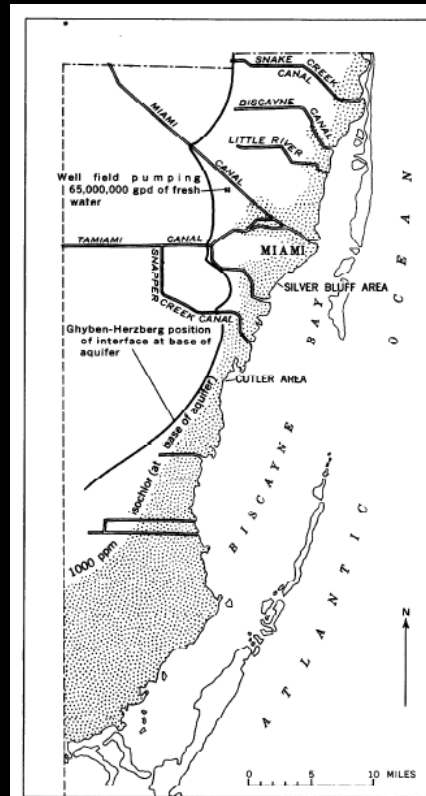 SNAKE CREEK
CANAL
MIAMI CANAL
BISCAYNE CANAL
LITTLE RIVER
Well field pumping
65,000,000 gpd of fresh
water
TAMIAMI CANAL
MIAMI
SNAPPER CREEK CANAL
SILVER BLUFF AREA
Ghyben-Herzberg position
of interface at base of
aquifer
CUTLER AREA
1000 ppm isochlor (at base of aquifer)
BISCAYNE BAY
ATLANTIC OCEAN
N
0 5 10 MILES